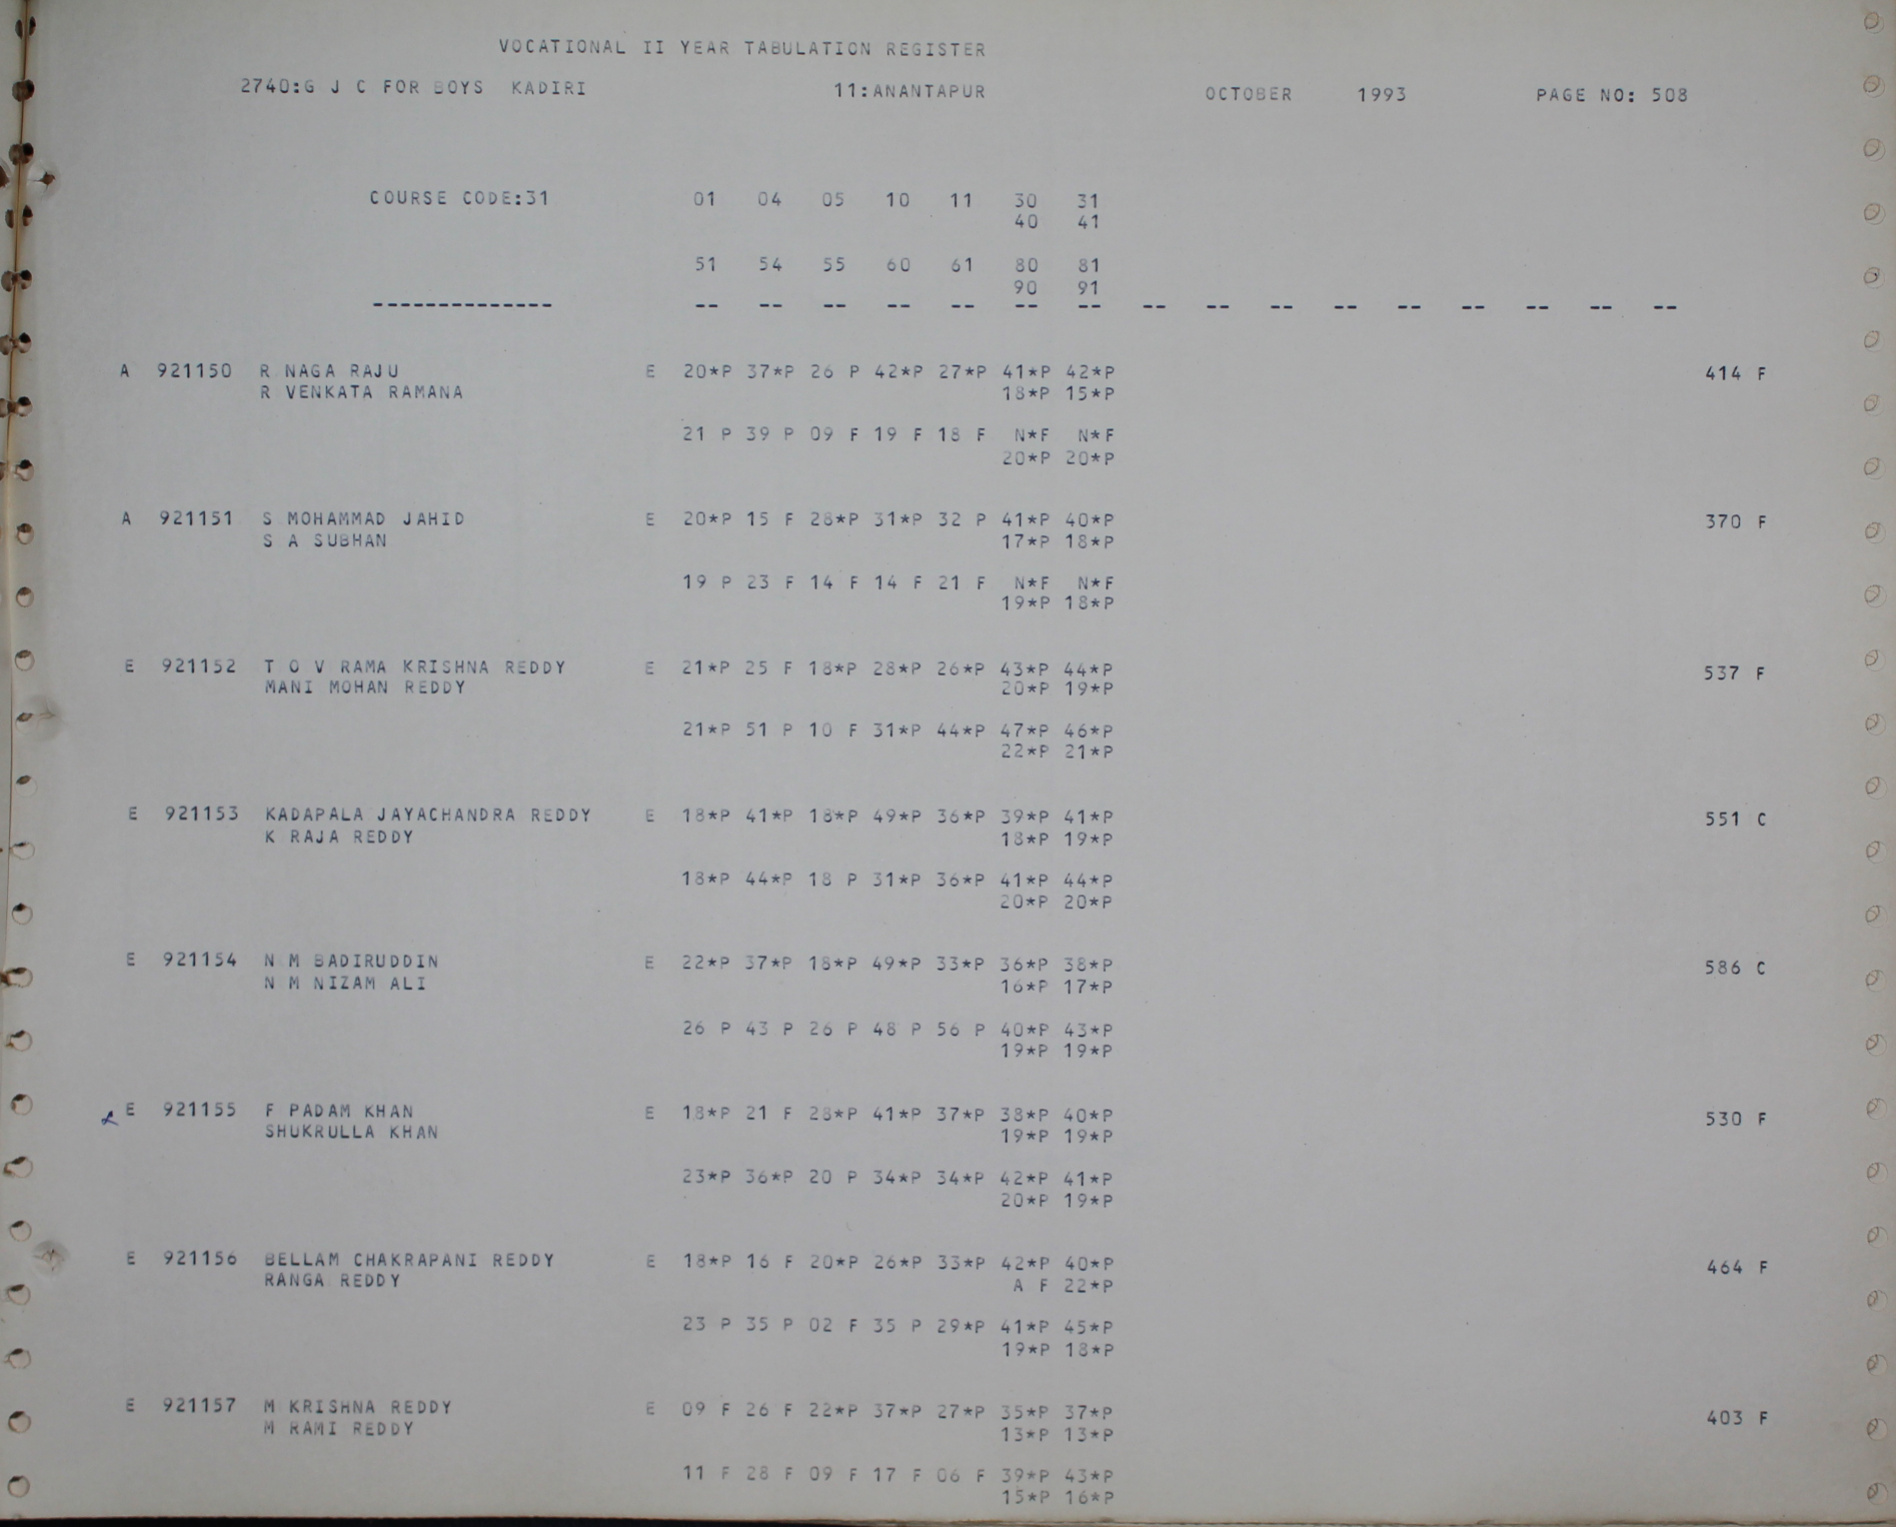 VOCATIONAL II YEAR TABULATION REGISTER
2740:G J C FOR BOYS KADIRI 11:ANANTAPUR OCTOBER 1993 PAGE NO: 508
COURSE CODE:31 01 04 05 10 11 30 31
40 41
51 54 55 60 61 80 81
90 91
-------------- -- -- -- -- -- -- -- -- -- -- -- -- -- -- -- --
A 921150 R NAGA RAJU E 20*P 37*P 26 P 42*P 27*P 41*P 42*P 414 F
R VENKATA RAMANA 18*P 15*P
21 P 39 P 09 F 19 F 18 F N*F N*F
20*P 20*P
A 921151 S MOHAMMAD JAHID E 20*P 15 F 28*P 31*P 32 P 41*P 40*P 370 F
S A SUBHAN 17*P 18*P
19 P 23 F 14 F 14 F 21 F N*F N*F
19*P 18*P
E 921152 T O V RAMA KRISHNA REDDY E 21*P 25 F 18*P 28*P 26*P 43*P 44*P 537 F
MANI MOHAN REDDY 20*P 19*P
21*P 51 P 10 F 31*P 44*P 47*P 46*P
22*P 21*P
E 921153 KADAPALA JAYACHANDRA REDDY E 18*P 41*P 18*P 49*P 36*P 39*P 41*P 551 C
K RAJA REDDY 18*P 19*P
18*P 44*P 18 P 31*P 36*P 41*P 44*P
20*P 20*P
E 921154 N M BADIRUDDIN E 22*P 37*P 18*P 49*P 33*P 36*P 38*P 586 C
N M NIZAM ALI 16*P 17*P
26 P 43 P 26 P 48 P 56 P 40*P 43*P
19*P 19*P
E 921155 F PADAM KHAN E 18*P 21 F 28*P 41*P 37*P 38*P 40*P 530 F
SHUKRULLA KHAN 19*P 19*P
23*P 36*P 20 P 34*P 34*P 42*P 41*P
20*P 19*P
E 921156 BELLAM CHAKRAPANI REDDY E 18*P 16 F 20*P 26*P 33*P 42*P 40*P 464 F
RANGA REDDY A F 22*P
23 P 35 P 02 F 35 P 29*P 41*P 45*P
19*P 18*P
E 921157 M KRISHNA REDDY E 09 F 26 F 22*P 37*P 27*P 35*P 37*P 403 F
M RAMI REDDY 13*P 13*P
11 F 28 F 09 F 17 F 06 F 39*P 43*P
15*P 16*P